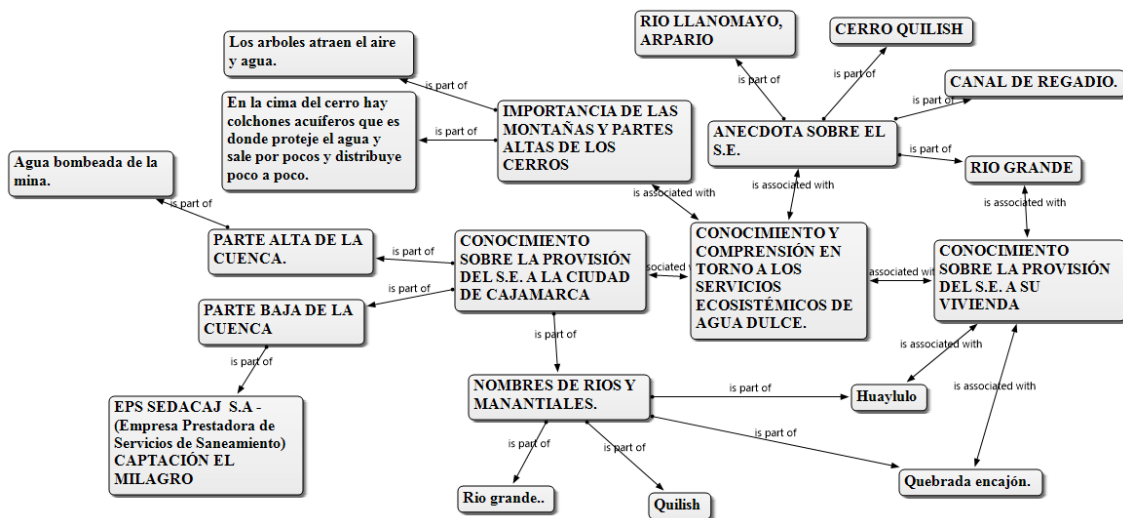 RIO LLANOMAYO,
ARPARIO
CERRO QUILISH
Los arboles atraen el aire
y agua.
is part of
is part of
is part of
CANAL DE REGADIO.
is part of
En la cima del cerro hay
colchones acuíferos que es
donde proteje el agua y
sale por pocos y distribuye
poco a poco.
is part of
IMPORTANCIA DE LAS
MONTAÑAS Y PARTES
ALTAS DE LOS
CERROS
ANECDOTA SOBRE EL
S.E.
is part of
RIO GRANDE
Agua bombeada de la
mina.
is associated with
is associated with
is associated with
is part of
PARTE ALTA DE LA
CUENCA.
is part of
CONOCIMIENTO
SOBRE LA PROVISIÓN
DEL S.E. A LA CIUDAD
DE CAJAMARCA
sociated w
CONOCIMIENTO Y
COMPRENSIÓN EN
TORNO A LOS
SERVICIOS
ECOSISTÉMICOS DE
AGUA DULCE.
associated wit
CONOCIMIENTO
SOBRE LA PROVISIÓN
DEL S.E. A SU
VIVIENDA
is part of
PARTE BAJA DE LA
CUENCA
is part of
is part of
is associated with
is associated with
EPS SEDACAJ S.A -
(Empresa Prestadora de
Servicios de Saneamiento)
CAPTACIÓN EL
MILAGRO
NOMBRES DE RIOS Y
MANANTIALES.
is part of
Huaylulo
is part of
is part of
is part of
Rio grande..
Quilish
Quebrada encajón.